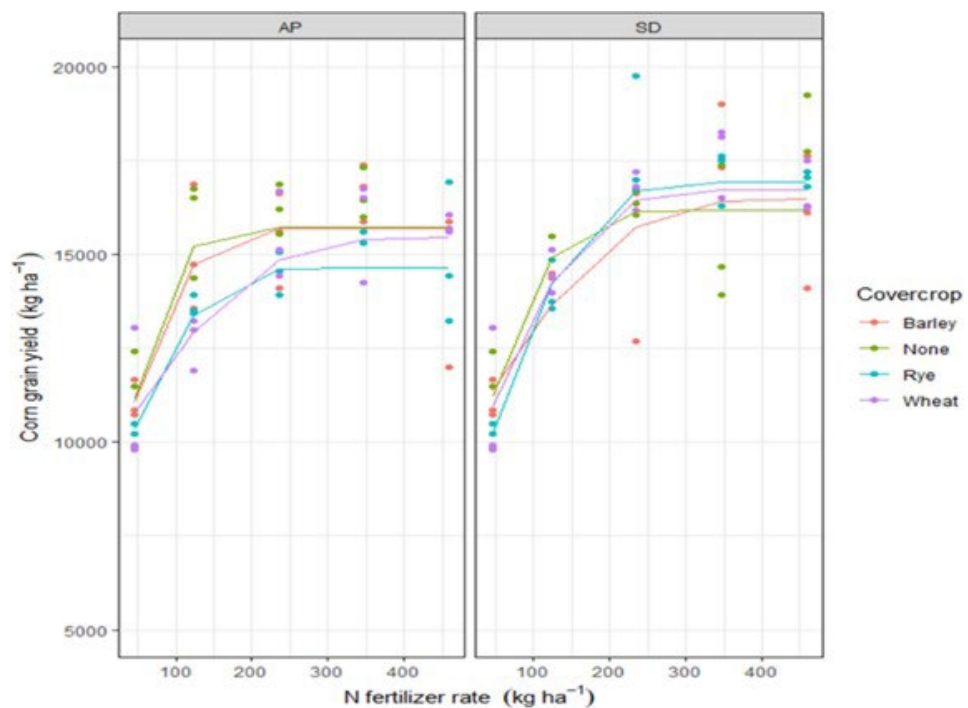 AP
SD
20000
15000
10000
5000
Corn grain yield (kg ha⁻¹)
100 200 300 400
100 200 300 400
N fertilizer rate (kg ha⁻¹)
Covercrop
Barley
None
Rye
Wheat